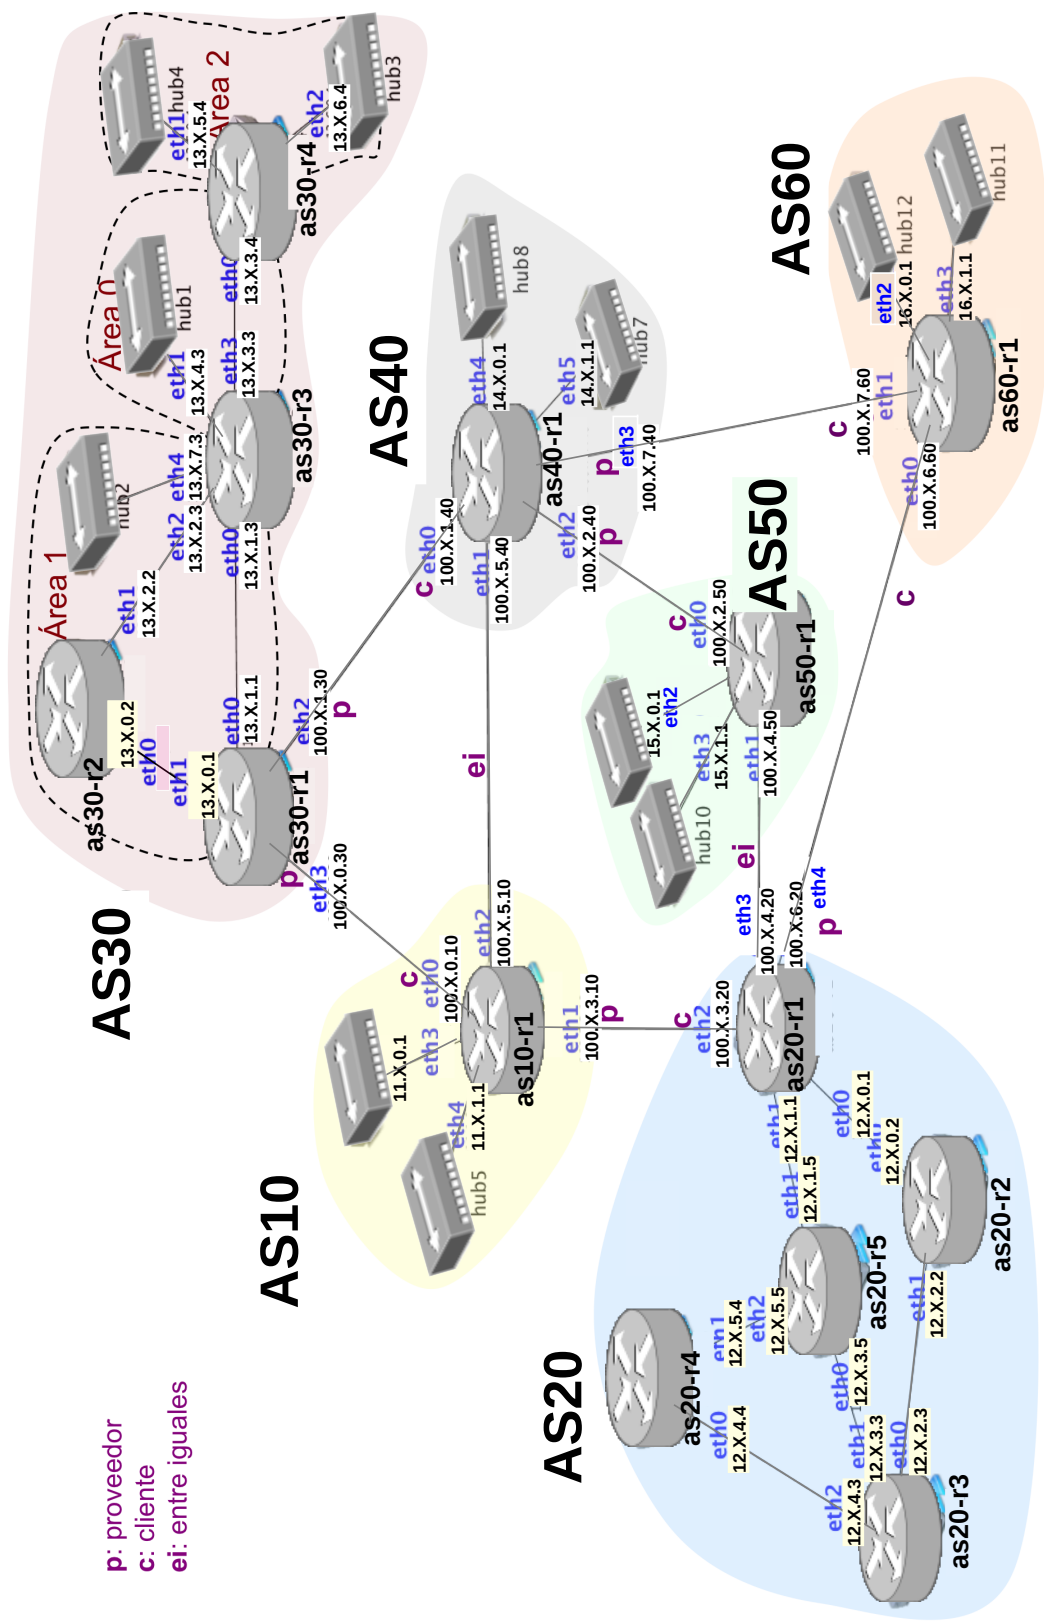 p: proveedor
c: cliente
ei: entre iguales
AS30
Área 1
Área 0
Área 2
as30-r2
13.X.0.2
eth0
eth1
13.X.0.1
eth1
13.X.2.2
hub2
eth2
13.X.2.3
eth4
13.X.7.3
eth1
13.X.4.3
hub1
eth3
13.X.3.3
eth0
13.X.3.4
eth1
13.X.5.4
hub4
eth2
13.X.6.4
hub3
as30-r4
as30-r3
eth0
13.X.1.3
eth0
13.X.1.1
eth2
100.X.1.30
p
as30-r1
p
eth3
100.X.0.30
AS10
c
eth0
100.X.0.10
eth3
11.X.0.1
eth4
11.X.1.1
hub5
as10-r1
eth2
100.X.5.10
eth1
100.X.3.10
p
ei
AS40
c
eth0
100.X.1.40
eth1
100.X.5.40
eth4
14.X.0.1
hub8
eth5
14.X.1.1
hub7
as40-r1
p
eth3
100.X.7.40
eth2
100.X.2.40
p
AS50
c
eth0
100.X.2.50
15.X.0.1
eth2
eth3
15.X.1.1
hub10
eth1
100.X.4.50
as50-r1
ei
AS60
hub12
eth2
16.X.0.1
hub11
eth3
16.X.1.1
c
100.X.7.60
eth1
eth0
100.X.6.60
as60-r1
c
AS20
c
eth2
100.X.3.20
eth3
100.X.4.20
100.X.6.20
eth4
p
as20-r1
eth1
12.X.1.1
eth0
12.X.0.1
eth1
12.X.1.5
12.X.0.2
as20-r2
eth1
12.X.2.2
as20-r5
eth2
12.X.5.5
12.X.5.4
as20-r4
eth0
12.X.4.4
eth0
12.X.3.5
eth1
12.X.3.3
eth0
12.X.2.3
eth2
12.X.4.3
as20-r3